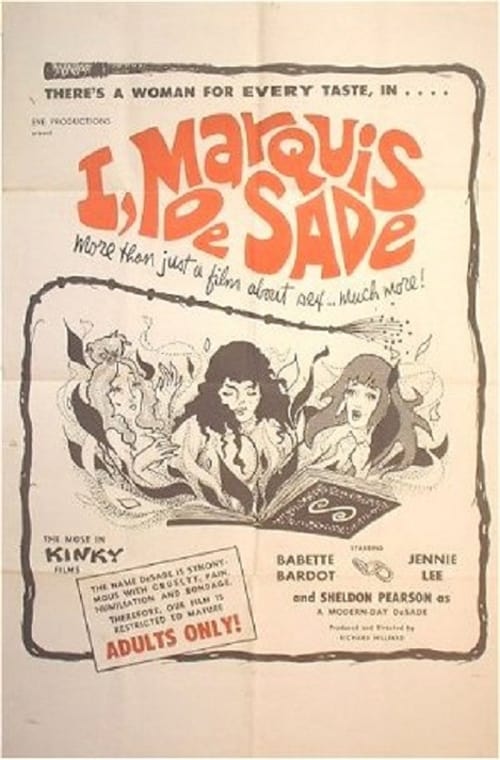 THERE'S A WOMAN FOR EVERY TASTE, IN . . . .
EVE PRODUCTIONS
present
I, MARQUIS
De SADe
More than just a film about sex... much more!
THE MOST IN
KINKY
FILMS
THE NAME DeSADE IS SYNONY-
MOUS WITH CRUELTY, PAIN,
HUMILIATION AND BONDAGE.
THEREFORE, OUR FILM IS
RESTRICTED TO MATURE
ADULTS ONLY!
STARRING
BABETTE
BARDOT
JENNIE
LEE
and SHELDON PEARSON as
A MODERN-DAY DeSADE
Produced and Directed by
RICHARD HILLIARD